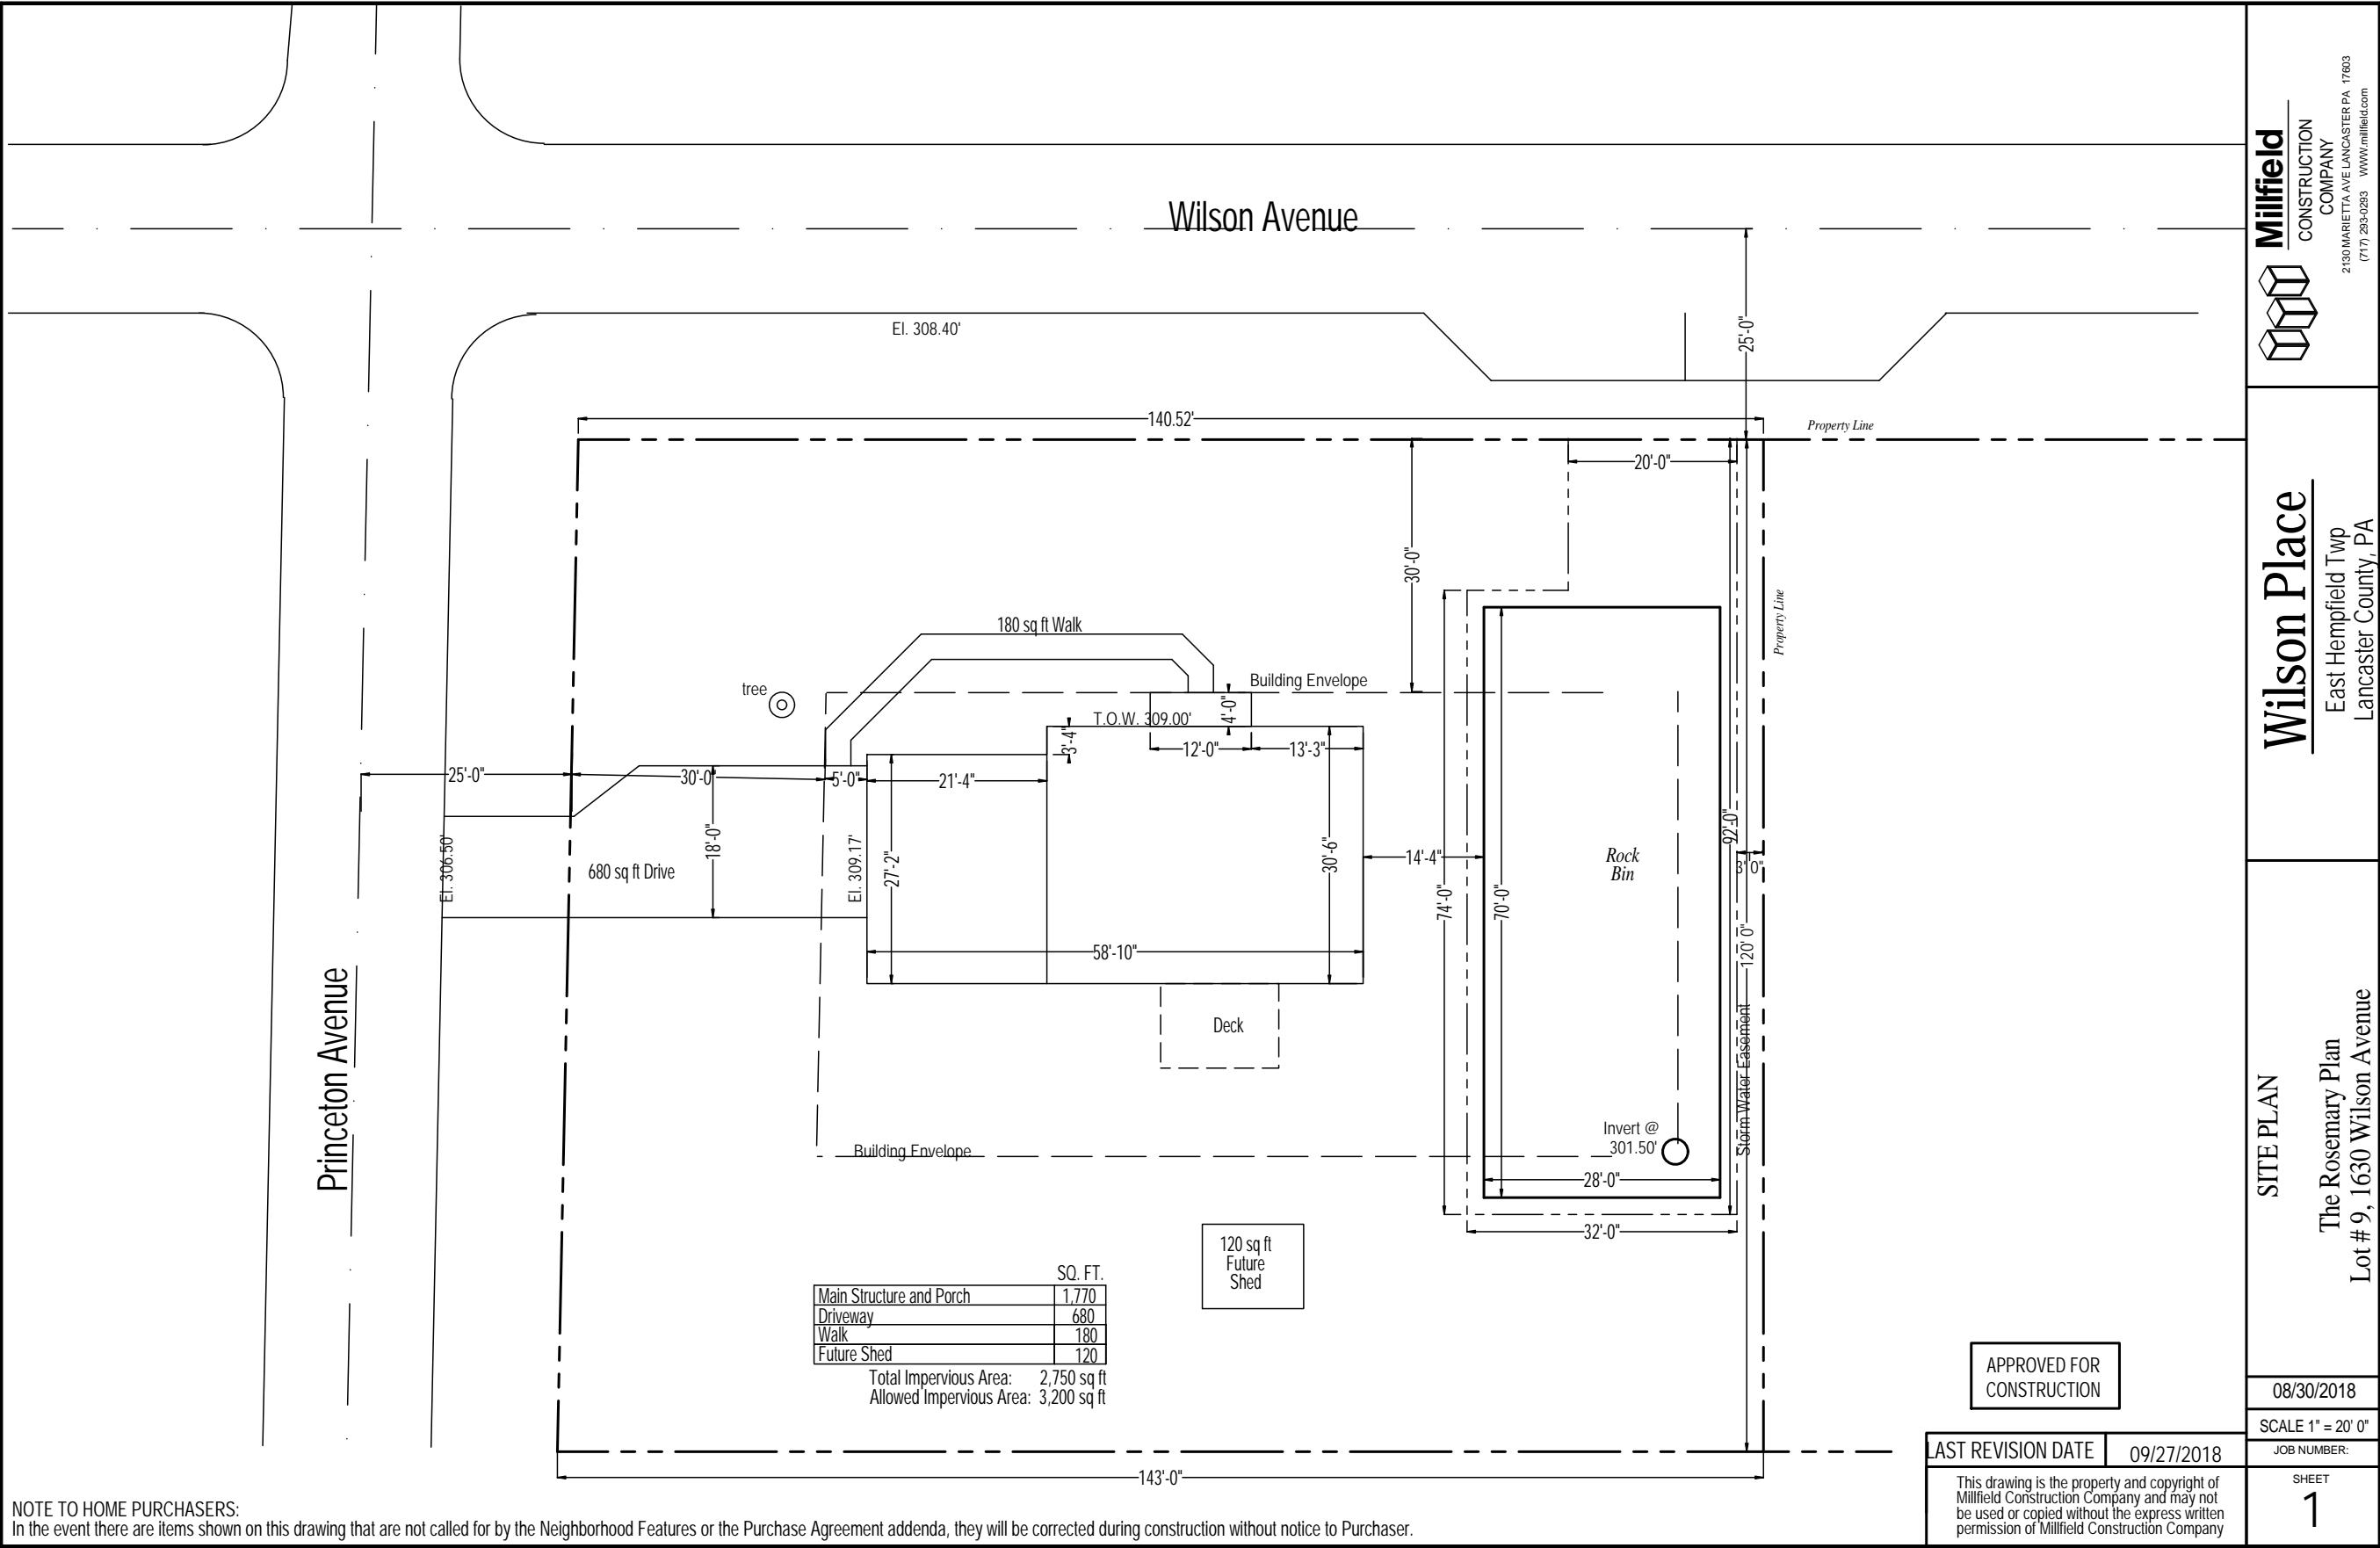 Wilson Avenue
El. 308.40'
25'-0"
140.52'
Property Line
20'-0"
30'-0"
Property Line
180 sq ft Walk
tree
Building Envelope
T.O.W. 309.00'
4'-0"
3'-4"
12'-0"
13'-3"
25'-0"
30'-0"
5'-0"
21'-4"
18'-0"
El. 306.50'
680 sq ft Drive
El. 309.17'
27'-2"
30'-6"
14'-4"
74'-0"
70'-0"
Rock
Bin
92'-0"
3' 0"
120' 0"
58'-10"
Princeton Avenue
Deck
Storm Water Easement
Building Envelope
Invert @
301.50'
28'-0"
32'-0"
120 sq ft
Future
Shed
SQ. FT.
Main Structure and Porch 1,770
Driveway 680
Walk 180
Future Shed 120
Total Impervious Area: 2,750 sq ft
Allowed Impervious Area: 3,200 sq ft
143'-0"
NOTE TO HOME PURCHASERS:
In the event there are items shown on this drawing that are not called for by the Neighborhood Features or the Purchase Agreement addenda, they will be corrected during construction without notice to Purchaser.
APPROVED FOR
CONSTRUCTION
LAST REVISION DATE 09/27/2018
This drawing is the property and copyright of
Millfield Construction Company and may not
be used or copied without the express written
permission of Millfield Construction Company
Millfield
CONSTRUCTION
COMPANY
2130 MARIETTA AVE LANCASTER PA 17603
(717) 293-0293 WWW.millfield.com
Wilson Place
East Hempfield Twp
Lancaster County, PA
SITE PLAN
The Rosemary Plan
Lot # 9, 1630 Wilson Avenue
08/30/2018
SCALE 1" = 20' 0"
JOB NUMBER:
SHEET
1